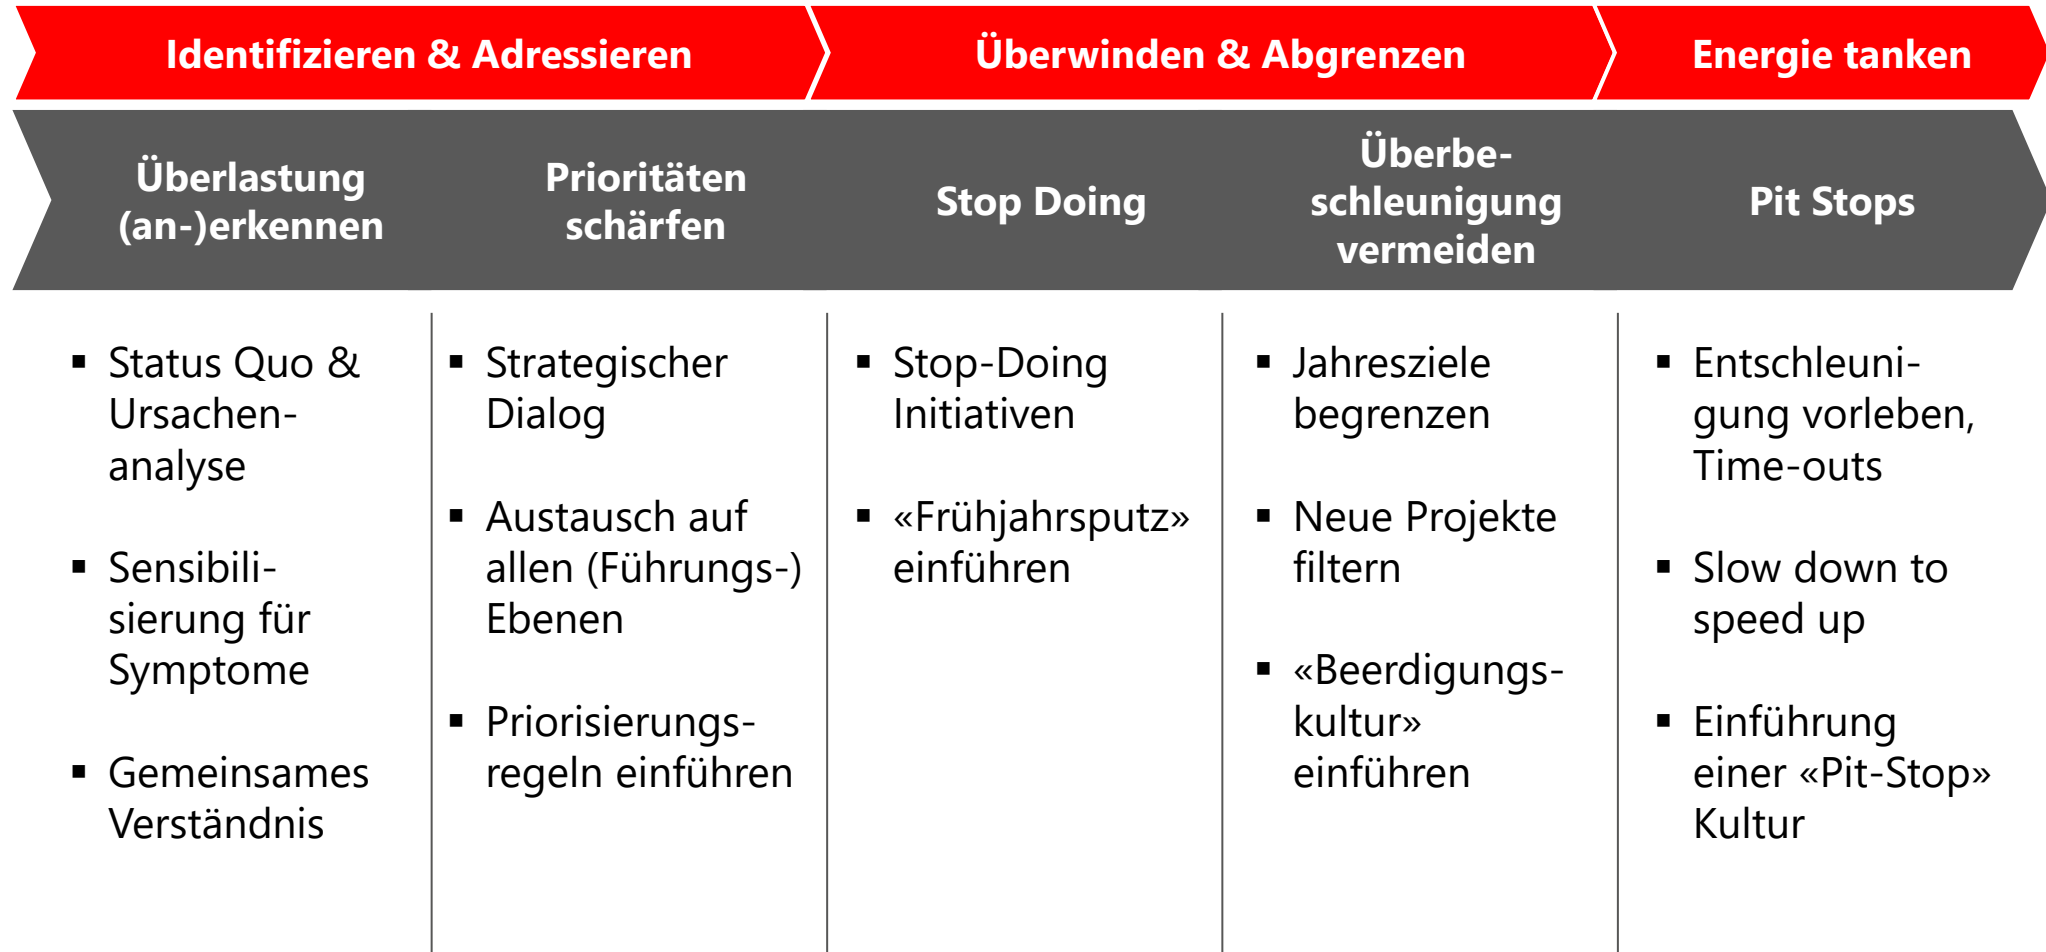 Identifizieren & Adressieren
Überwinden & Abgrenzen
Energie tanken
Überlastung
(an-)erkennen
Prioritäten
schärfen
Stop Doing
Überbe-
schleunigung
vermeiden
Pit Stops
▪ Status Quo &
Ursachen-
analyse
▪ Sensibili-
sierung für
Symptome
▪ Gemeinsames
Verständnis
▪ Strategischer
Dialog
▪ Austausch auf
allen (Führungs-)
Ebenen
▪ Priorisierungs-
regeln einführen
▪ Stop-Doing
Initiativen
▪ «Frühjahrsputz»
einführen
▪ Jahresziele
begrenzen
▪ Neue Projekte
filtern
▪ «Beerdigungs-
kultur»
einführen
▪ Entschleuni-
gung vorleben,
Time-outs
▪ Slow down to
speed up
▪ Einführung
einer «Pit-Stop»
Kultur